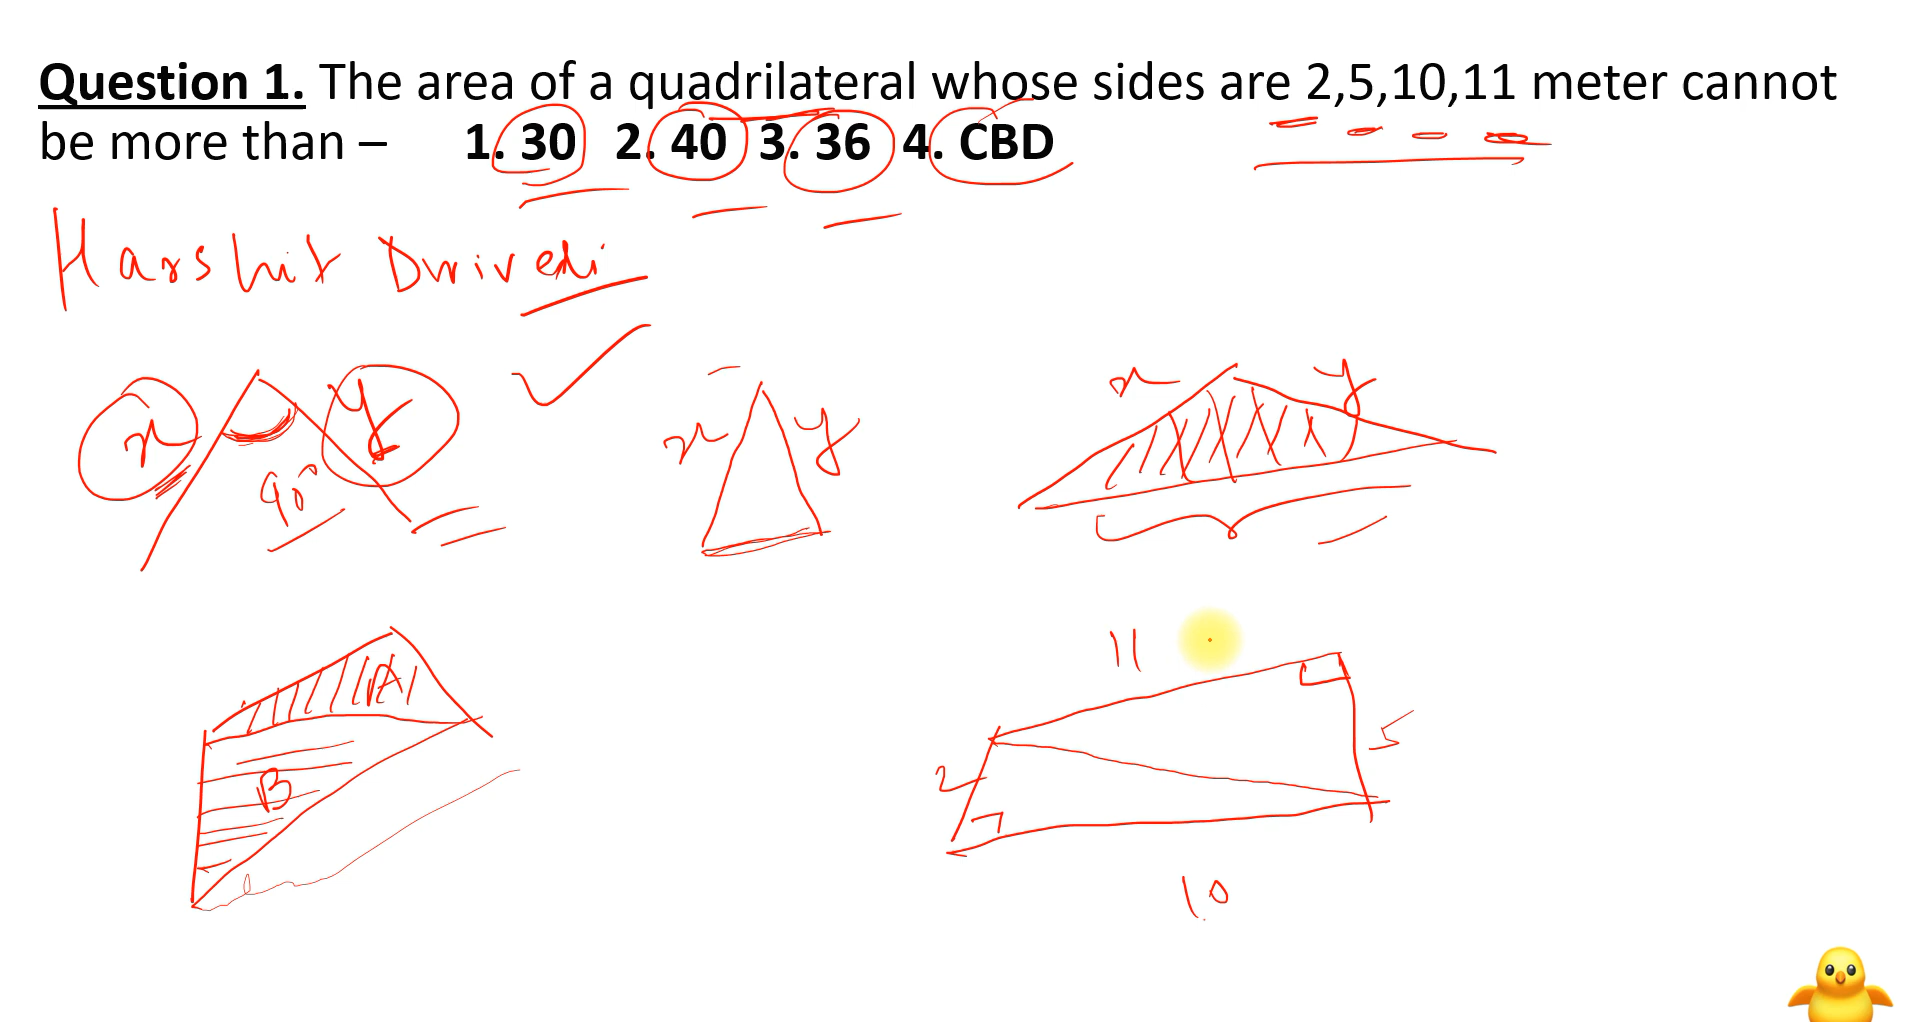 Question 1. The area of a quadrilateral whose sides are 2,5,10,11 meter cannot
be more than – 1. 30 2. 40 3. 36 4. CBD
Harshit Dwivedi
x y 90° x y x y
A
B
11
5
2
10